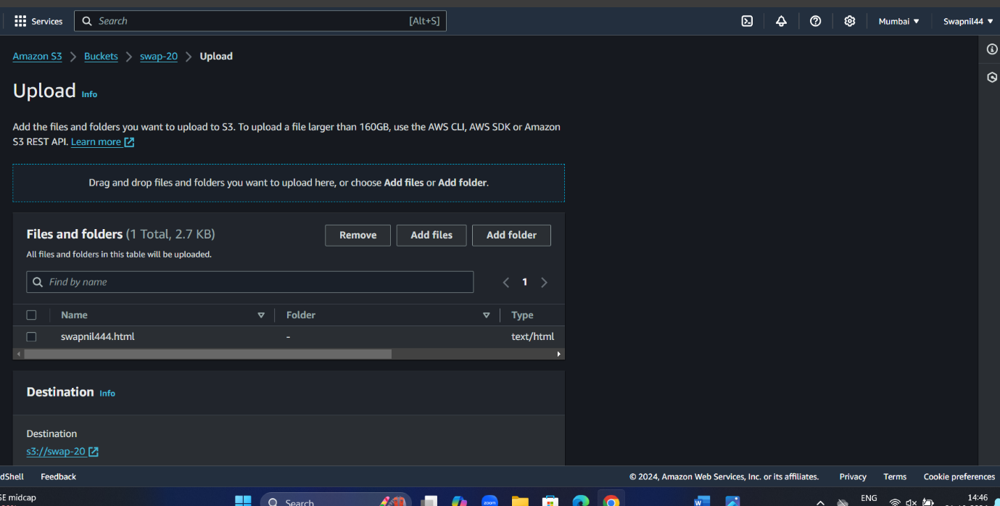 Services
Search
[Alt+S]
Mumbai
Swapnil44
Amazon S3
Buckets
swap-20
Upload
Upload Info
Add the files and folders you want to upload to S3. To upload a file larger than 160GB, use the AWS CLI, AWS SDK or Amazon
S3 REST API. Learn more
Drag and drop files and folders you want to upload here, or choose Add files or Add folder.
Files and folders (1 Total, 2.7 KB)
Remove
Add files
Add folder
All files and folders in this table will be uploaded.
Find by name
1
Name
Folder
Type
swapnil444.html
-
text/html
Destination Info
Destination
s3://swap-20
dShell
Feedback
© 2024, Amazon Web Services, Inc. or its affiliates.
Privacy
Terms
Cookie preferences
SE midcap
Search
zoom
W
ENG
14:46